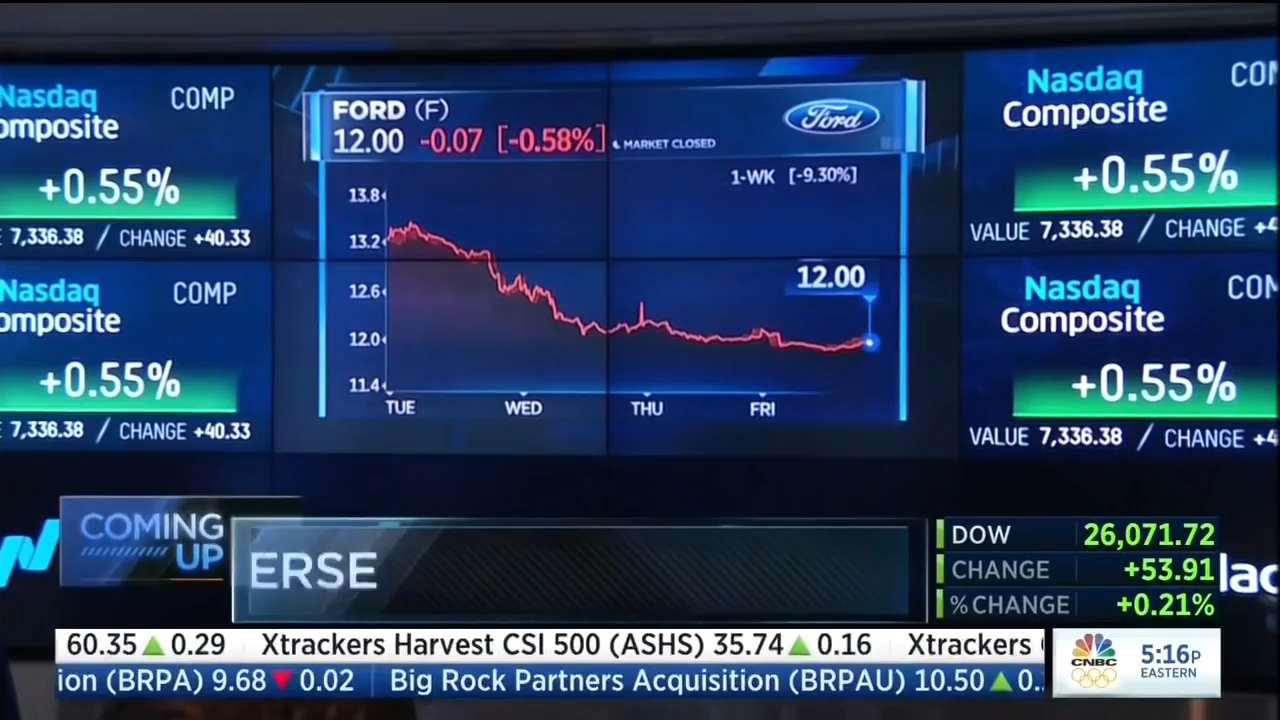 Nasdaq COMP
omposite
+0.55%
7,336.38 / CHANGE +40.33
Nasdaq COMP
omposite
+0.55%
7,336.38 / CHANGE +40.33
FORD (F)
12.00 -0.07 [-0.58%] MARKET CLOSED
Ford
1-WK [-9.30%]
13.8
13.2
12.6
12.0
11.4
12.00
TUE WED THU FRI
Nasdaq CO
Composite
+0.55%
VALUE 7,336.38 / CHANGE +4
Nasdaq CO
Composite
+0.55%
VALUE 7,336.38 / CHANGE +4
COMING
UP
ERSE
DOW 26,071.72
CHANGE +53.91
% CHANGE +0.21%
60.35 ▲ 0.29 Xtrackers Harvest CSI 500 (ASHS) 35.74 ▲ 0.16 Xtrackers
ion (BRPA) 9.68 ▼ 0.02 Big Rock Partners Acquisition (BRPAU) 10.50 ▲ 0.
CNBC
5:16P
EASTERN